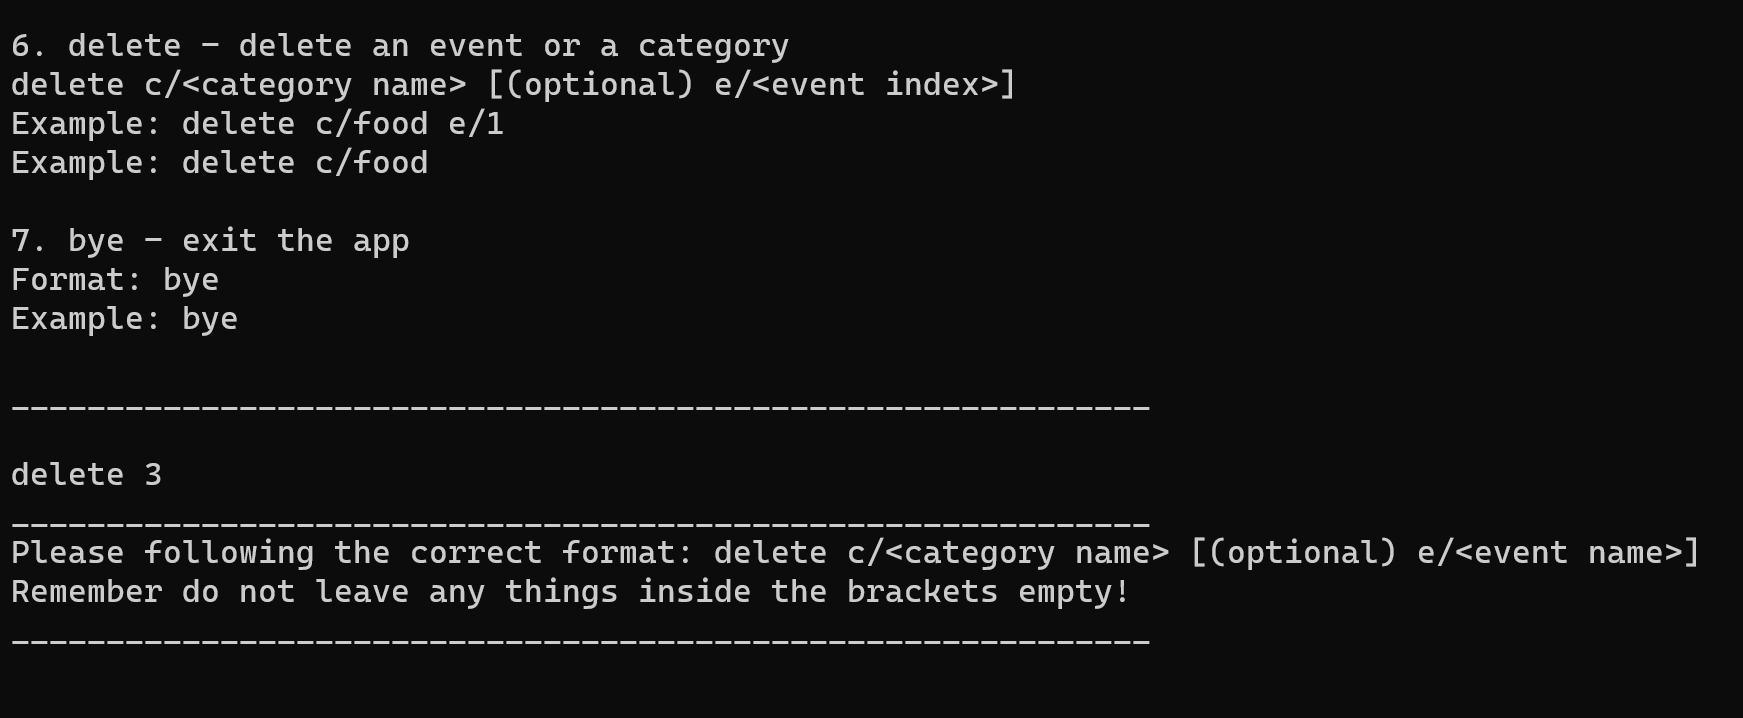 6. delete - delete an event or a category
delete c/<category name> [(optional) e/<event index>]
Example: delete c/food e/1
Example: delete c/food
7. bye - exit the app
Format: bye
Example: bye
____________________________________________________________
delete 3
____________________________________________________________
Please following the correct format: delete c/<category name> [(optional) e/<event name>]
Remember do not leave any things inside the brackets empty!
____________________________________________________________